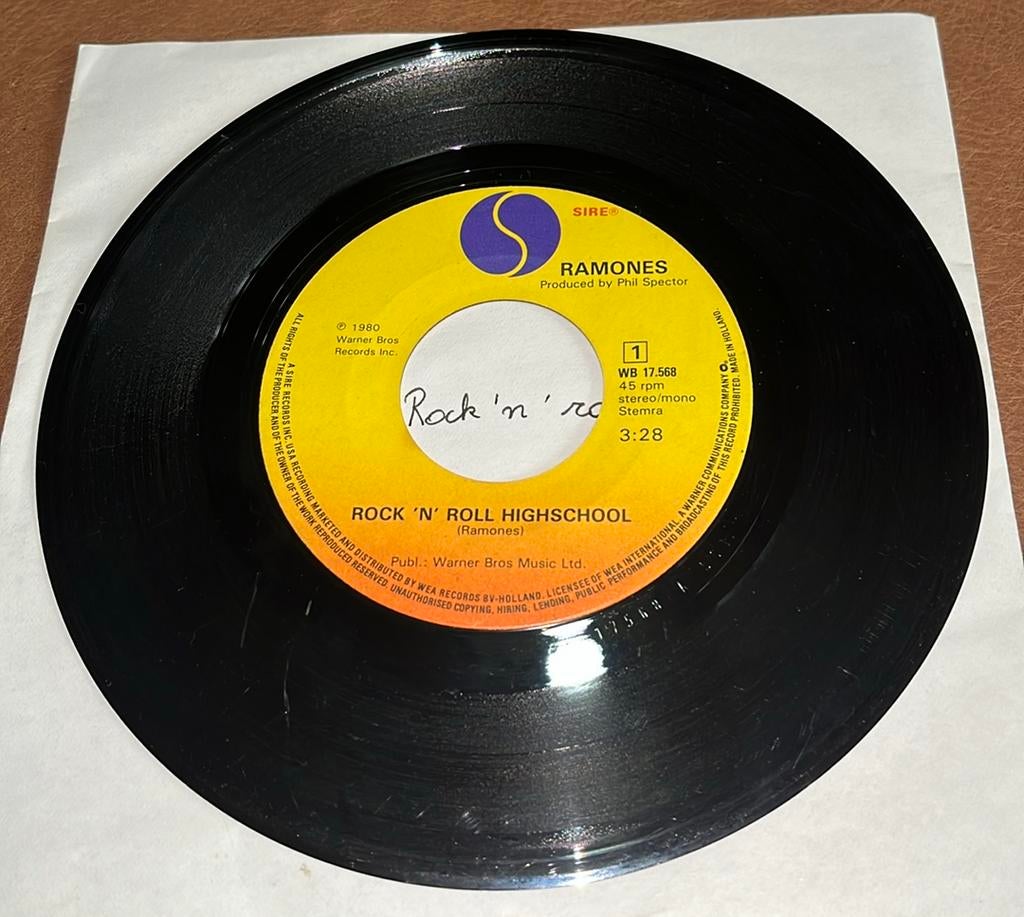 SIRE®
RAMONES
Produced by Phil Spector
℗ 1980
Warner Bros
Records Inc.
1
WB 17.568
45 rpm
stereo/mono
Stemra
3:28
Rock 'n' ro
ROCK 'N' ROLL HIGHSCHOOL
(Ramones)
Publ.: Warner Bros Music Ltd.
A SIRE RECORDS INC. USA RECORDING MARKETED AND DISTRIBUTED BY WEA RECORDS BV-HOLLAND. LICENSEE OF WEA INTERNATIONAL. A WARNER COMMUNICATIONS COMPANY
ALL RIGHTS OF THE PRODUCER AND OF THE OWNER OF THE WORK REPRODUCED RESERVED. UNAUTHORISED COPYING, HIRING, LENDING, PUBLIC PERFORMANCE AND BROADCASTING OF THIS RECORD PROHIBITED. MADE IN HOLLAND.
17568 A